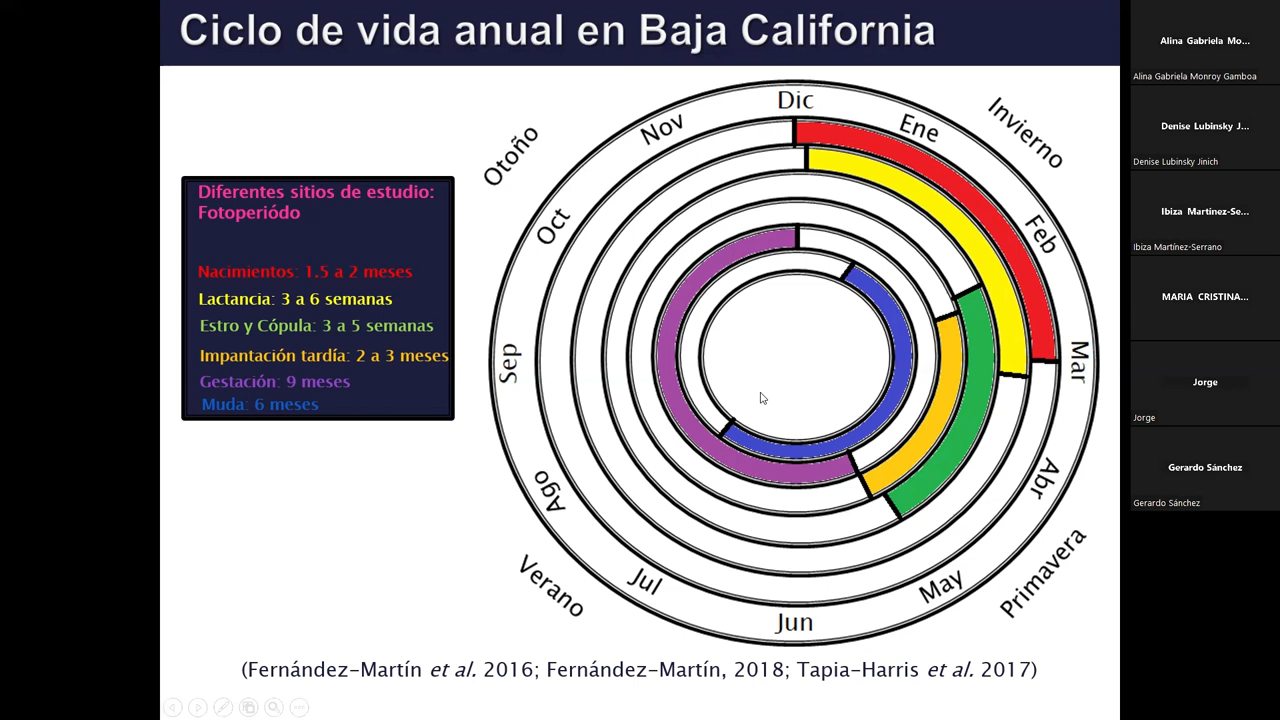 Ciclo de vida anual en Baja California
Diferentes sitios de estudio:
Fotoperiódo
Nacimientos: 1.5 a 2 meses
Lactancia: 3 a 6 semanas
Estro y Cópula: 3 a 5 semanas
Impantación tardía: 2 a 3 meses
Gestación: 9 meses
Muda: 6 meses
Dic
Ene
Feb
Mar
Abr
May
Jun
Jul
Ago
Sep
Oct
Nov
Invierno
Primavera
Verano
Otoño
(Fernández-Martín et al. 2016; Fernández-Martín, 2018; Tapia-Harris et al. 2017)
Alina Gabriela Mo...
Alina Gabriela Monroy Gamboa
Denise Lubinsky J...
Denise Lubinsky Jinich
Ibiza Martínez-Se...
Ibiza Martínez-Serrano
MARIA CRISTINA...
Jorge
Jorge
Gerardo Sánchez
Gerardo Sánchez